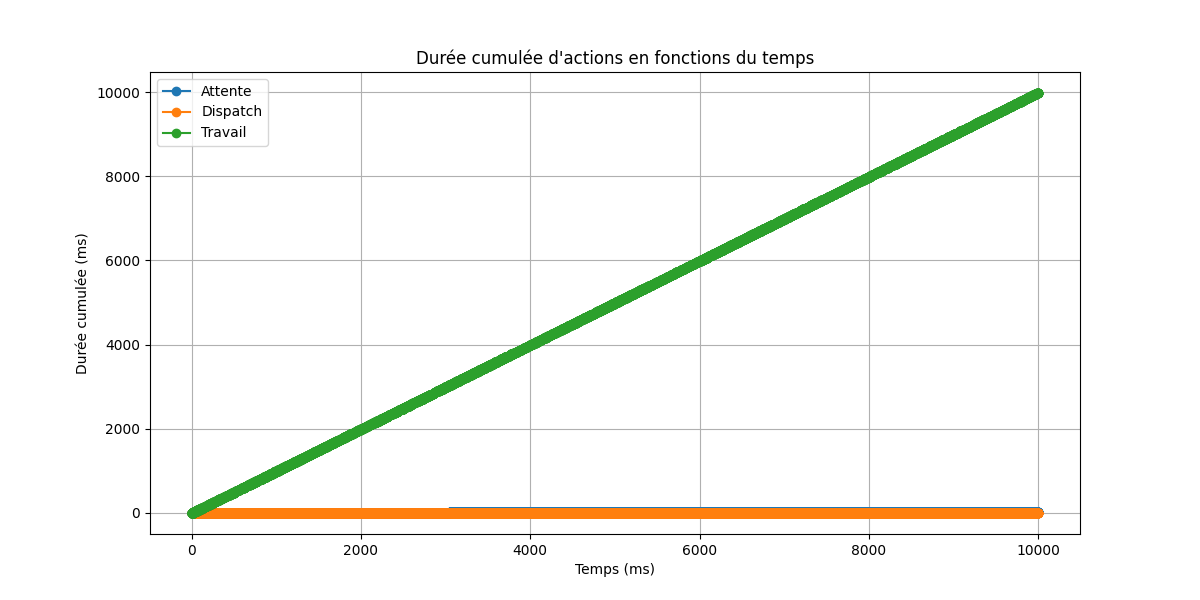 Durée cumulée d'actions en fonctions du temps
Attente
Dispatch
Travail
Durée cumulée (ms)
10000
8000
6000
4000
2000
0
0 2000 4000 6000 8000 10000
Temps (ms)